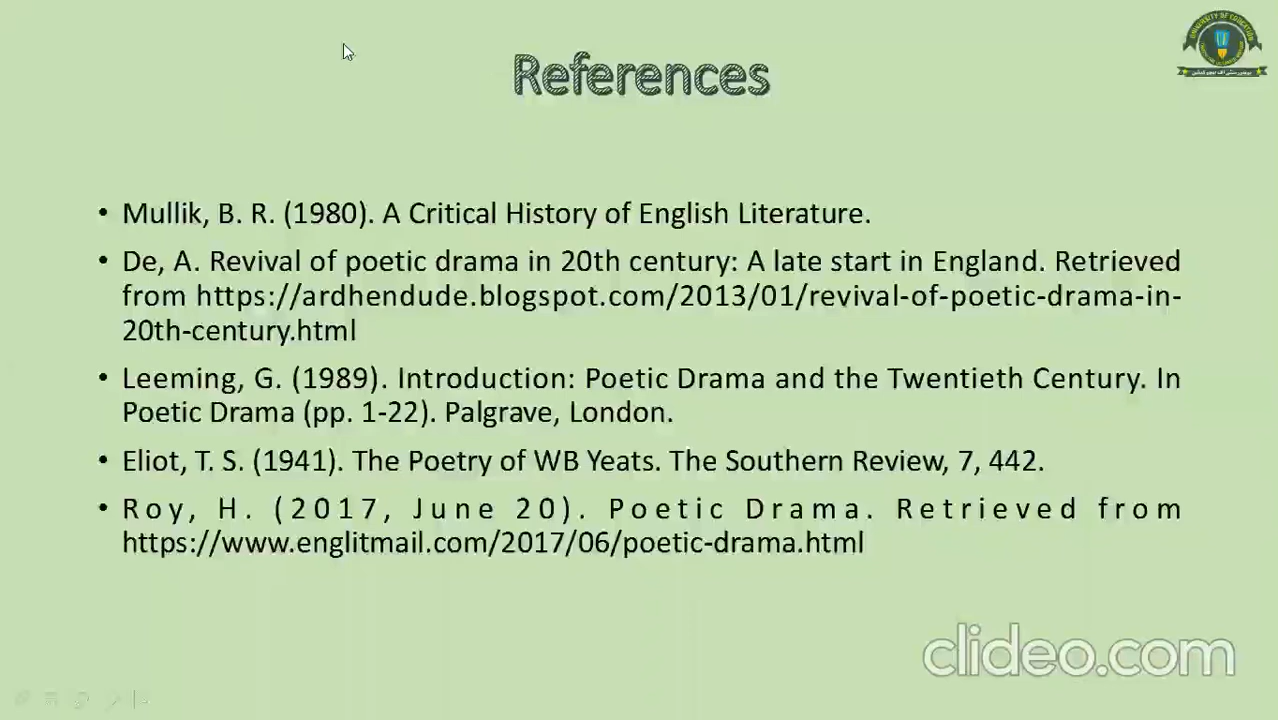 References
UNIVERSITY OF EDUCATION
• Mullik, B. R. (1980). A Critical History of English Literature.
• De, A. Revival of poetic drama in 20th century: A late start in England. Retrieved
from https://ardhendude.blogspot.com/2013/01/revival-of-poetic-drama-in-
20th-century.html
• Leeming, G. (1989). Introduction: Poetic Drama and the Twentieth Century. In
Poetic Drama (pp. 1-22). Palgrave, London.
• Eliot, T. S. (1941). The Poetry of WB Yeats. The Southern Review, 7, 442.
• Roy, H. (2017, June 20). Poetic Drama. Retrieved from
https://www.englitmail.com/2017/06/poetic-drama.html
clideo.com